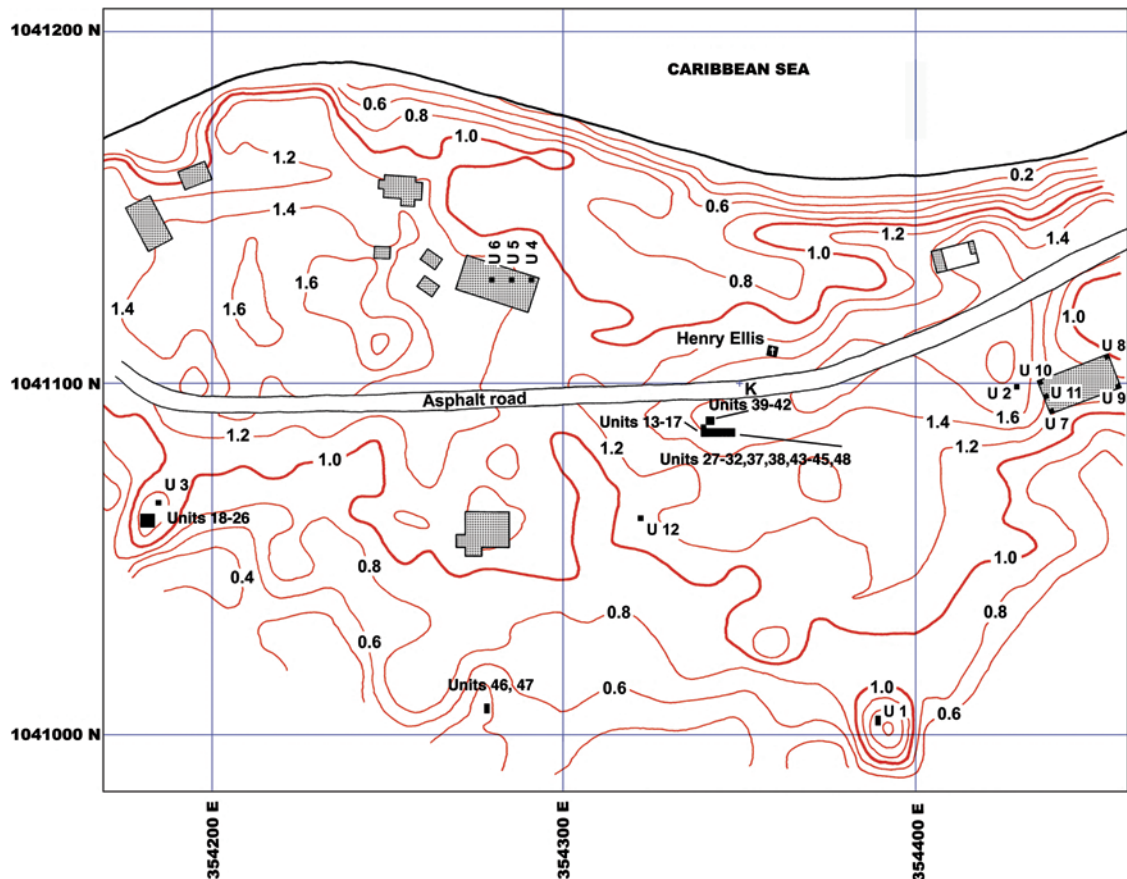 1041200 N
CARIBBEAN SEA
0.6
0.8
1.0
1.2
0.2
1.4
0.6
1.2
1.4
1.0
U 6
U 5
U 4
0.8
1.6
1.4
1.6
1.0
Henry Ellis
U 8
1041100 N
K
U 10
U 2
U 11
U 9
Asphalt road
Units 39-42
1.6
U 7
Units 13-17
1.4
1.2
1.2
1.2
1.0
Units 27-32,37,38,43-45,48
U 3
Units 18-26
U 12
0.8
1.0
0.4
0.8
0.8
0.6
Units 46, 47
0.6
1.0
U 1
0.6
1041000 N
354200 E
354300 E
354400 E